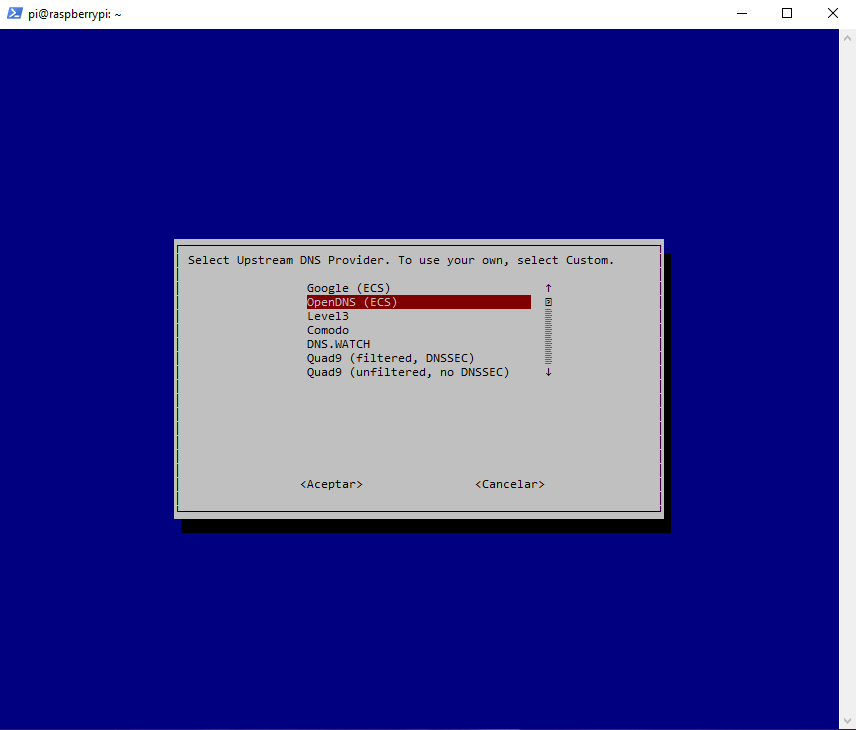 pi@raspberrypi: ~
Select Upstream DNS Provider. To use your own, select Custom.
Google (ECS)
OpenDNS (ECS)
Level3
Comodo
DNS.WATCH
Quad9 (filtered, DNSSEC)
Quad9 (unfiltered, no DNSSEC)
<Aceptar> <Cancelar>